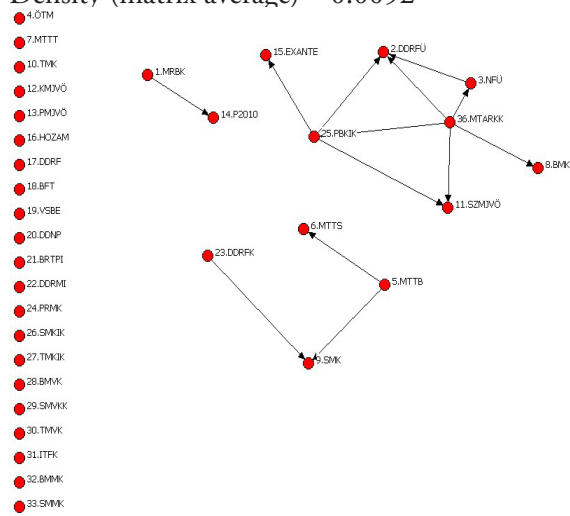 Density (matrix average) = 0.0092
4.ÖTM
7.MTTT
10.TMK
12.KMJVÖ
13.PMJVÖ
16.HOZAM
17.DDRF
18.BFT
19.VSBE
20.DDNP
21.BRTPI
22.DDRMI
24.PRMK
26.SMKIK
27.TMKIK
28.BMVK
29.SMVKK
30.TMVK
31.ITFK
32.BMMK
33.SMMK
1.MRBK
14.P2010
15.EXANTE
2.DDRFÜ
3.NFÜ
36.MTARKK
25.PBKIK
8.BMK
11.SZMJVÖ
6.MTTS
23.DDRFK
5.MTTB
9.SMK